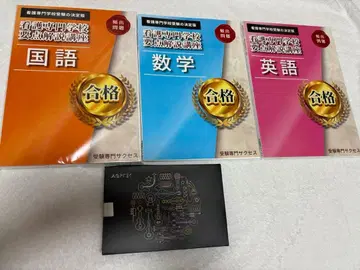 看護専門学校受験の決定版
頻出
問題
看護専門学校
要点解説講座
国語
合格
受験専門サクセス
看護専門学校受験の決定版
頻出
問題
看護専門学校
要点解説講座
数学
合格
受験専門サクセス
看護専門学校受験の決定版
頻出
問題
看護専門学校
要点解説講座
英語
合格
受験専門サクセス